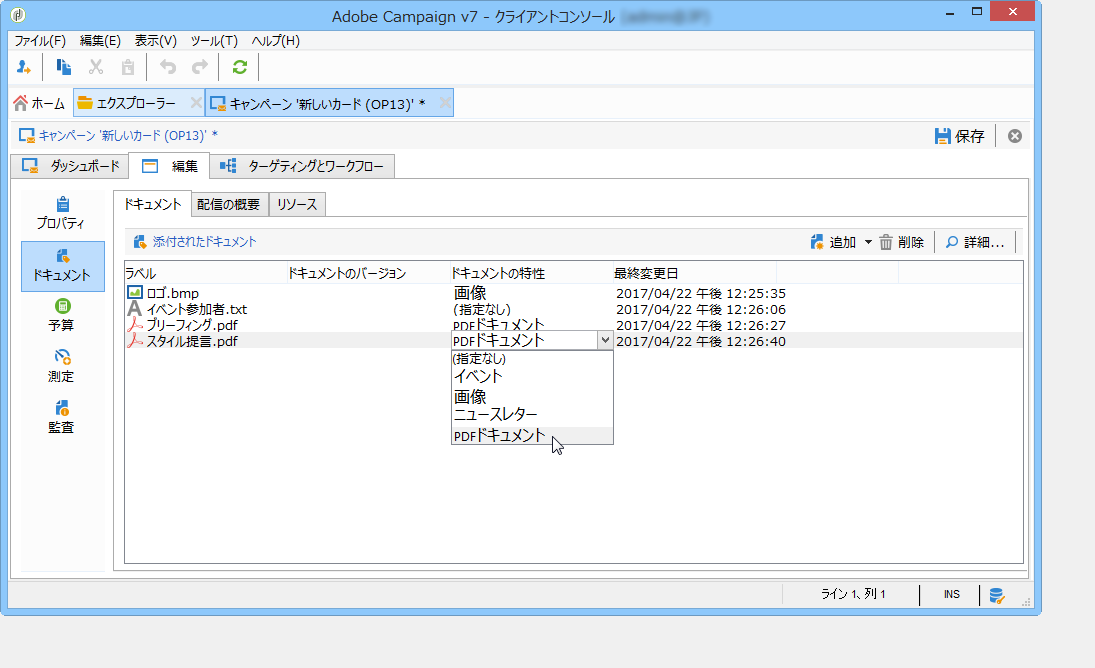 Adobe Campaign v7 - クライアントコンソール
ファイル(F) 編集(E) 表示(V) ツール(T) ヘルプ(H)
ホーム エクスプローラー キャンペーン '新しいカード (OP13)' *
キャンペーン '新しいカード (OP13)' * 保存
ダッシュボード 編集 ターゲティングとワークフロー
プロパティ
ドキュメント
予算
測定
監査
ドキュメント 配信の概要 リソース
添付されたドキュメント 追加 削除 詳細...
ラベル ドキュメントのバージョン ドキュメントの特性 最終変更日
ロゴ.bmp 画像 2017/04/22 午後 12:25:35
イベント参加者.txt (指定なし) 2017/04/22 午後 12:26:06
ブリーフィング.pdf PDFドキュメント 2017/04/22 午後 12:26:27
スタイル提言.pdf PDFドキュメント 2017/04/22 午後 12:26:40
(指定なし)
イベント
画像
ニュースレター
PDFドキュメント
ライン 1、列 1 INS